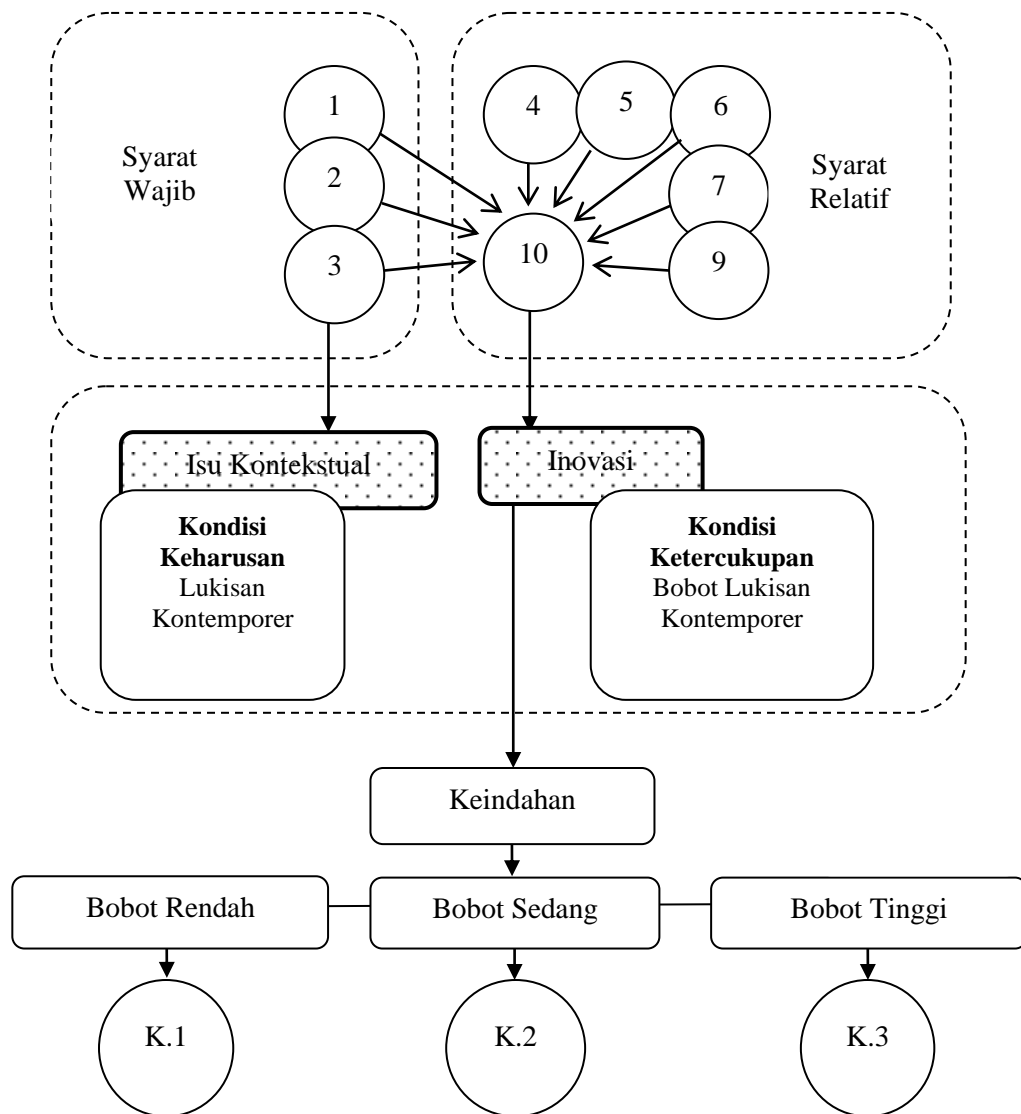 1
4
5
6
Syarat
Wajib
2
7
Syarat
Relatif
3
10
9
Isu Kontekstual
Inovasi
Kondisi
Keharusan
Lukisan
Kontemporer
Kondisi
Ketercukupan
Bobot Lukisan
Kontemporer
Keindahan
Bobot Rendah
Bobot Sedang
Bobot Tinggi
K.1
K.2
K.3